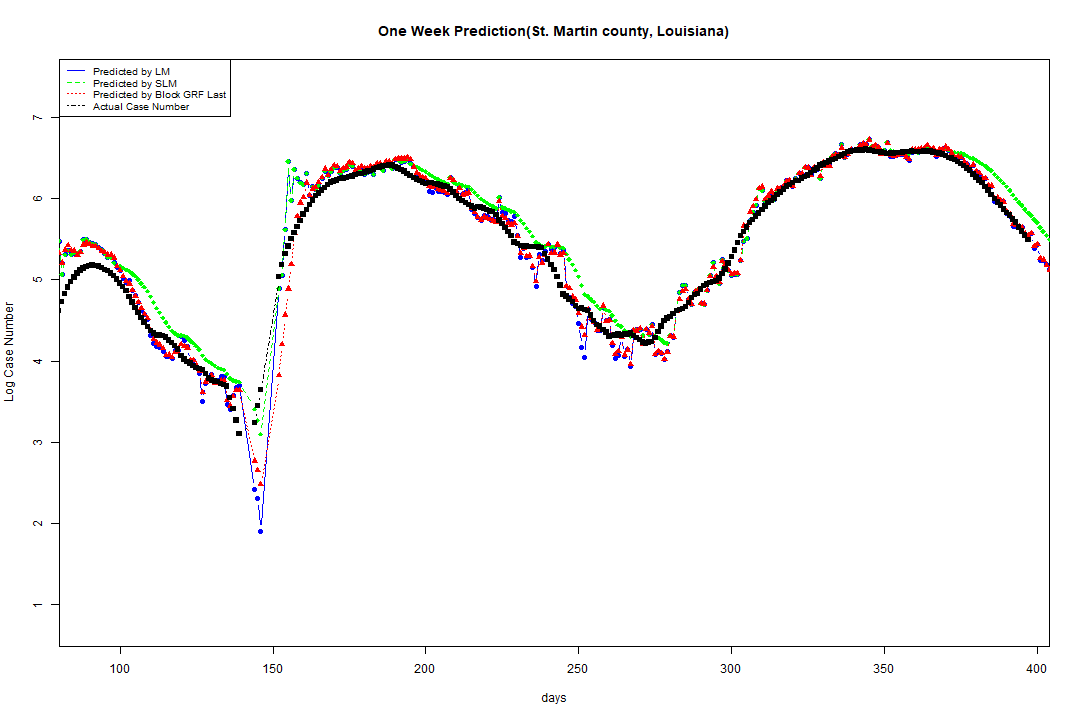 One Week Prediction(St. Martin county, Louisiana)
Predicted by LM
Predicted by SLM
Predicted by Block GRF Last
Actual Case Number
7
6
5
4
3
2
1
Log Case Number
100 150 200 250 300 350 400
days